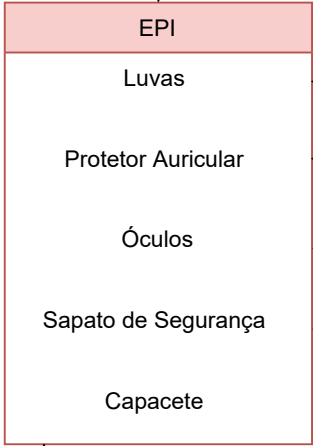 EPI
Luvas
Protetor Auricular
Óculos
Sapato de Segurança
Capacete